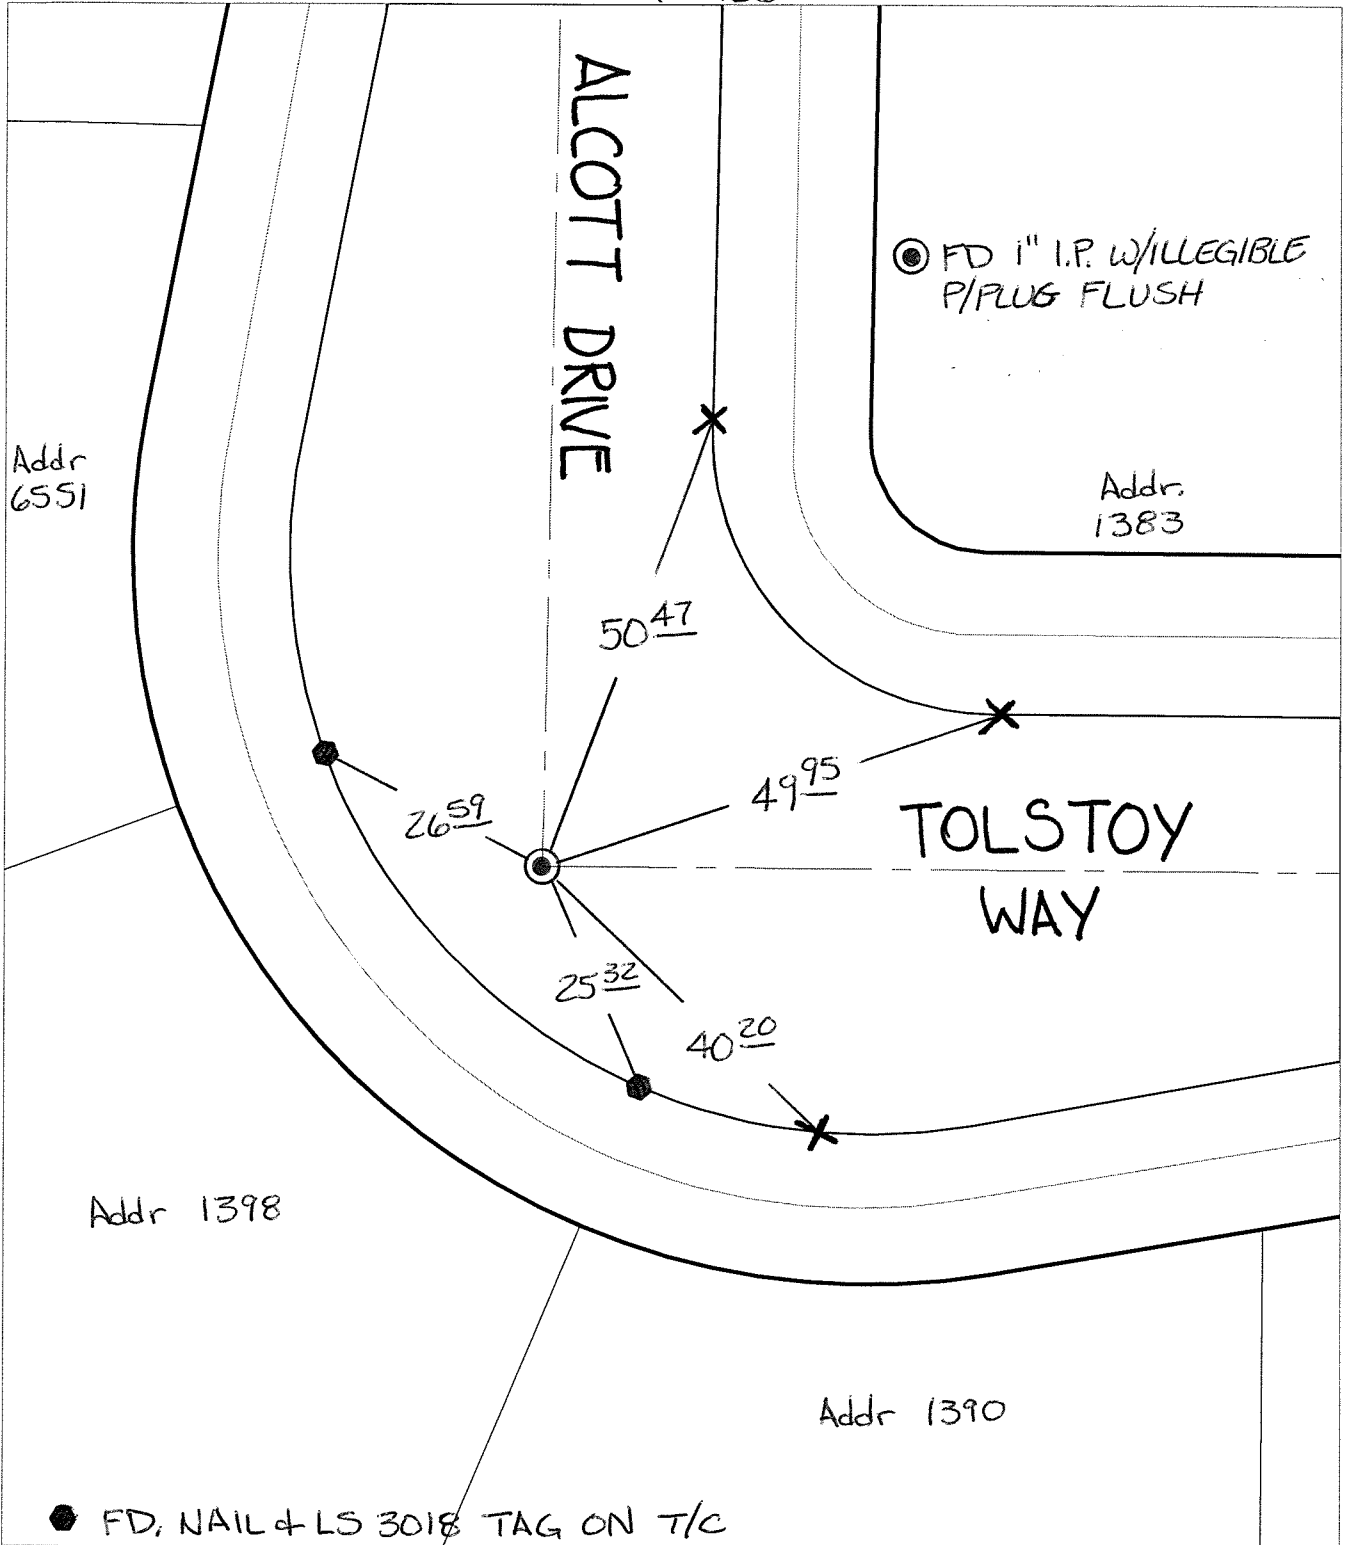 ALCOTT DRIVE
FD 1" I.P. W/ILLEGIBLE
P/PLUG FLUSH
Addr
6551
Addr.
1383
50 47
49 95
26 59
TOLSTOY
WAY
25 32
40 20
Addr 1398
Addr 1390
FD. NAIL & LS 3018 TAG ON T/C